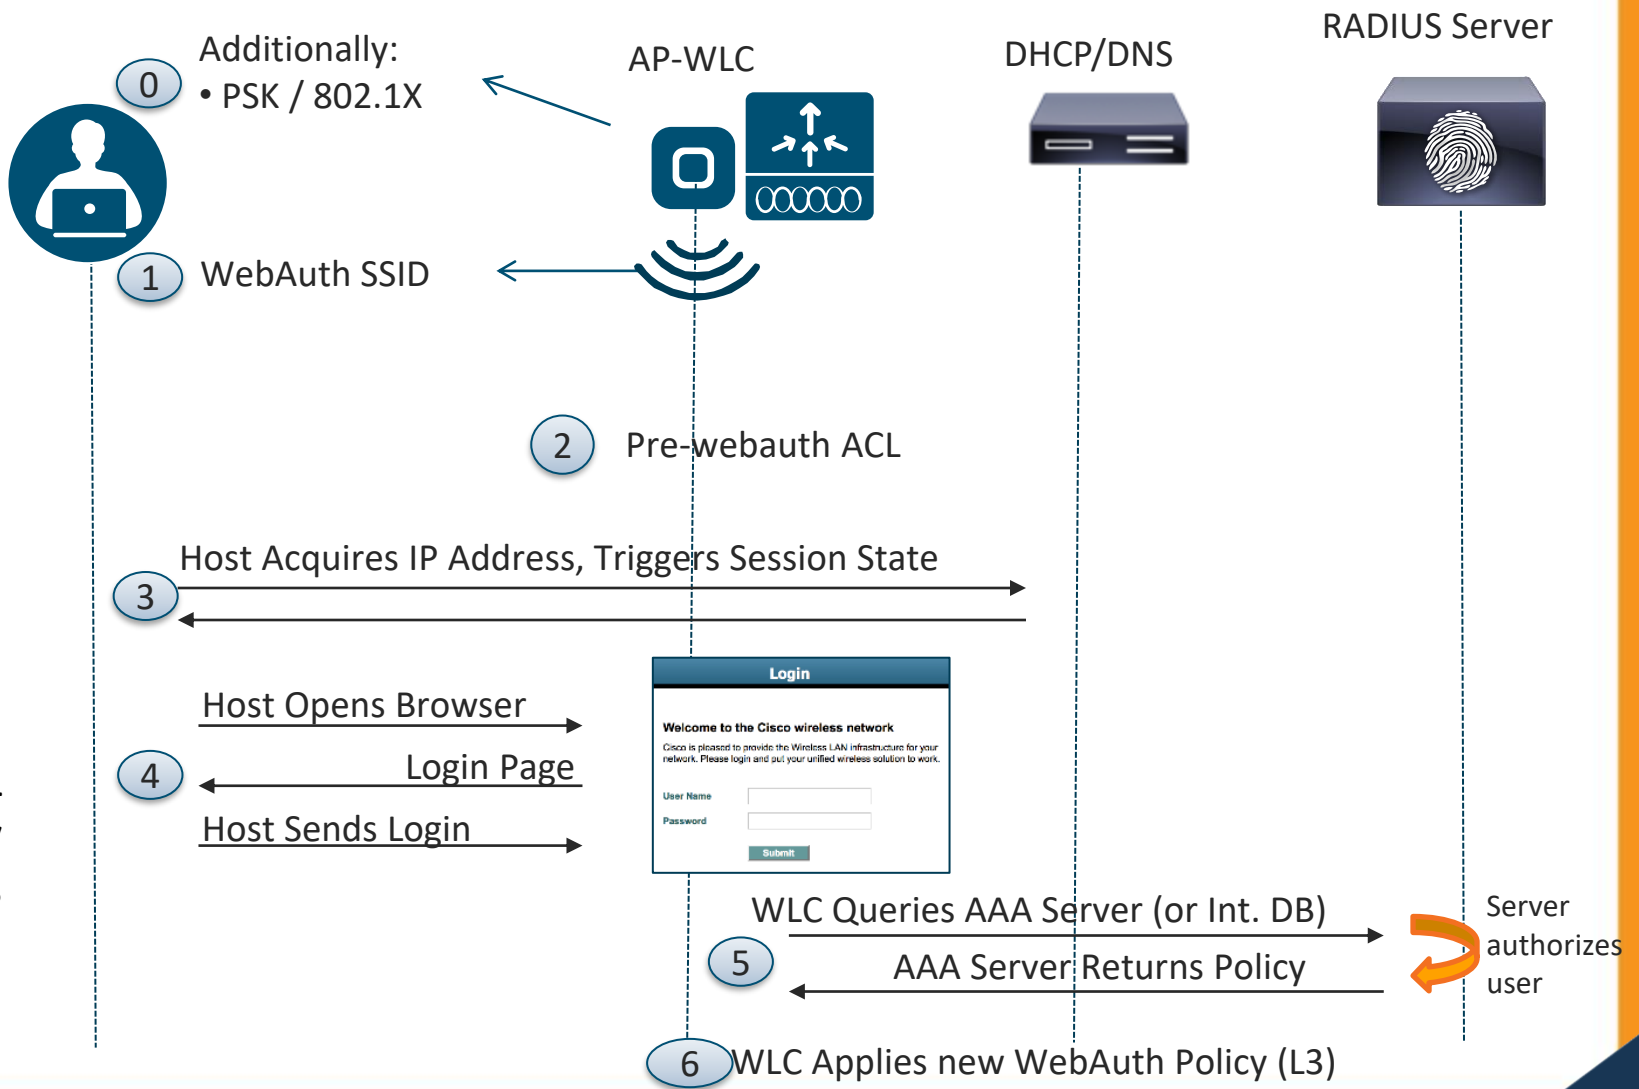 RADIUS Server
DHCP/DNS
AP-WLC
0
Additionally:
• PSK / 802.1X
1
WebAuth SSID
2
Pre-webauth ACL
Host Acquires IP Address, Triggers Session State
3
Login
Welcome to the Cisco wireless network
Cisco is pleased to provide the Wireless LAN infrastructure for your
network. Please login and put your unified wireless solution to work.
User Name
Password
Submit
Host Opens Browser
4
Login Page
Host Sends Login
WLC Queries AAA Server (or Int. DB)
5
AAA Server Returns Policy
Server
authorizes
user
6
WLC Applies new WebAuth Policy (L3)